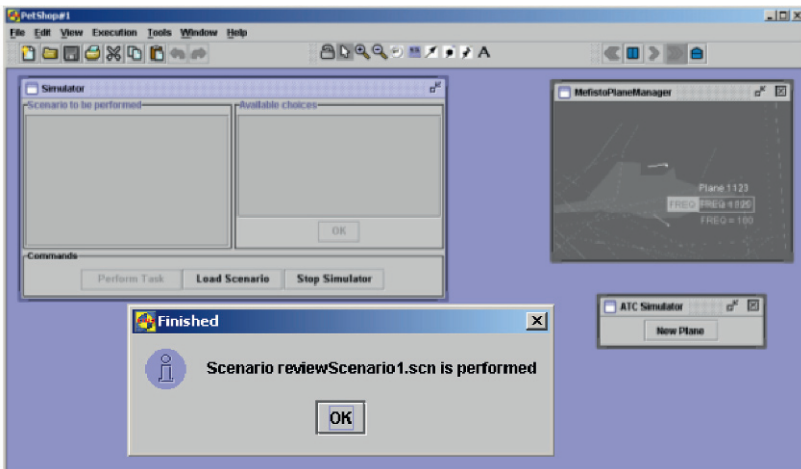 PetShop#1
File Edit View Execution Tools Window Help
A
Simulator
Scenario to be performed
Available choices
OK
Commands
Perform Task Load Scenario Stop Simulator
MefistoPlaneManager
Plane 1123
FREQ
FREQ = 100
ATC Simulator
New Plane
Finished
Scenario reviewScenario1.scn is performed
OK